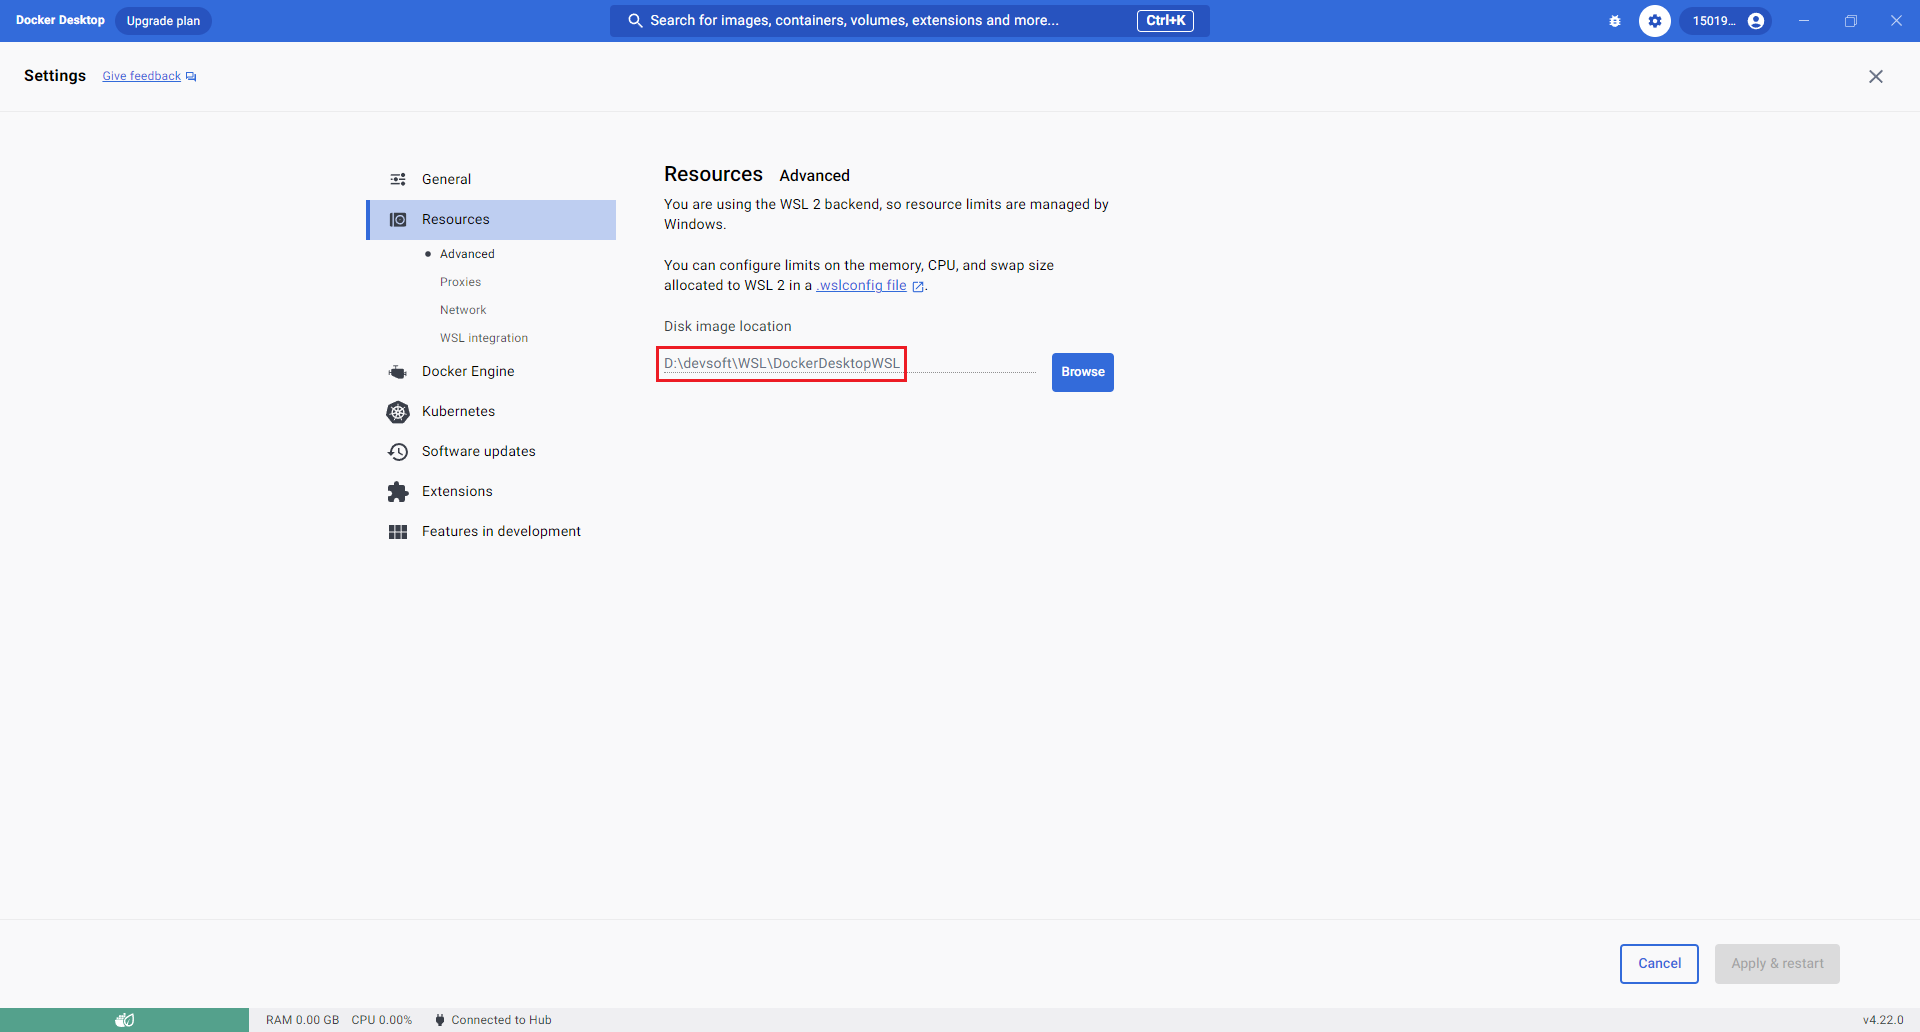 Docker Desktop Upgrade plan Search for images, containers, volumes, extensions and more... Ctrl+K 15019...
Settings Give feedback
General
Resources
Advanced
Proxies
Network
WSL integration
Docker Engine
Kubernetes
Software updates
Extensions
Features in development
Resources Advanced
You are using the WSL 2 backend, so resource limits are managed by
Windows.
You can configure limits on the memory, CPU, and swap size
allocated to WSL 2 in a .wslconfig file.
Disk image location
D:\devsoft\WSL\DockerDesktopWSL Browse
Cancel Apply & restart
RAM 0.00 GB CPU 0.00% Connected to Hub v4.22.0